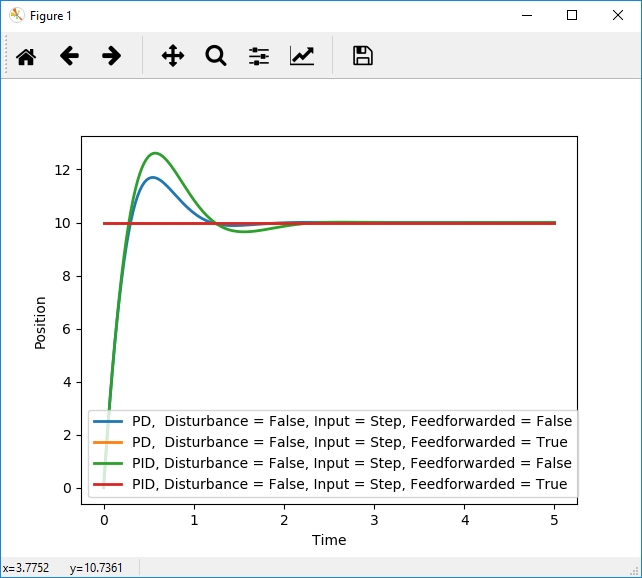 Figure 1
12
10
8
6
4
2
0
Position
PD,  Disturbance = False, Input = Step, Feedforwarded = False
PD,  Disturbance = False, Input = Step, Feedforwarded = True
PID, Disturbance = False, Input = Step, Feedforwarded = False
PID, Disturbance = False, Input = Step, Feedforwarded = True
0 1 2 3 4 5
Time
x=3.7752 y=10.7361